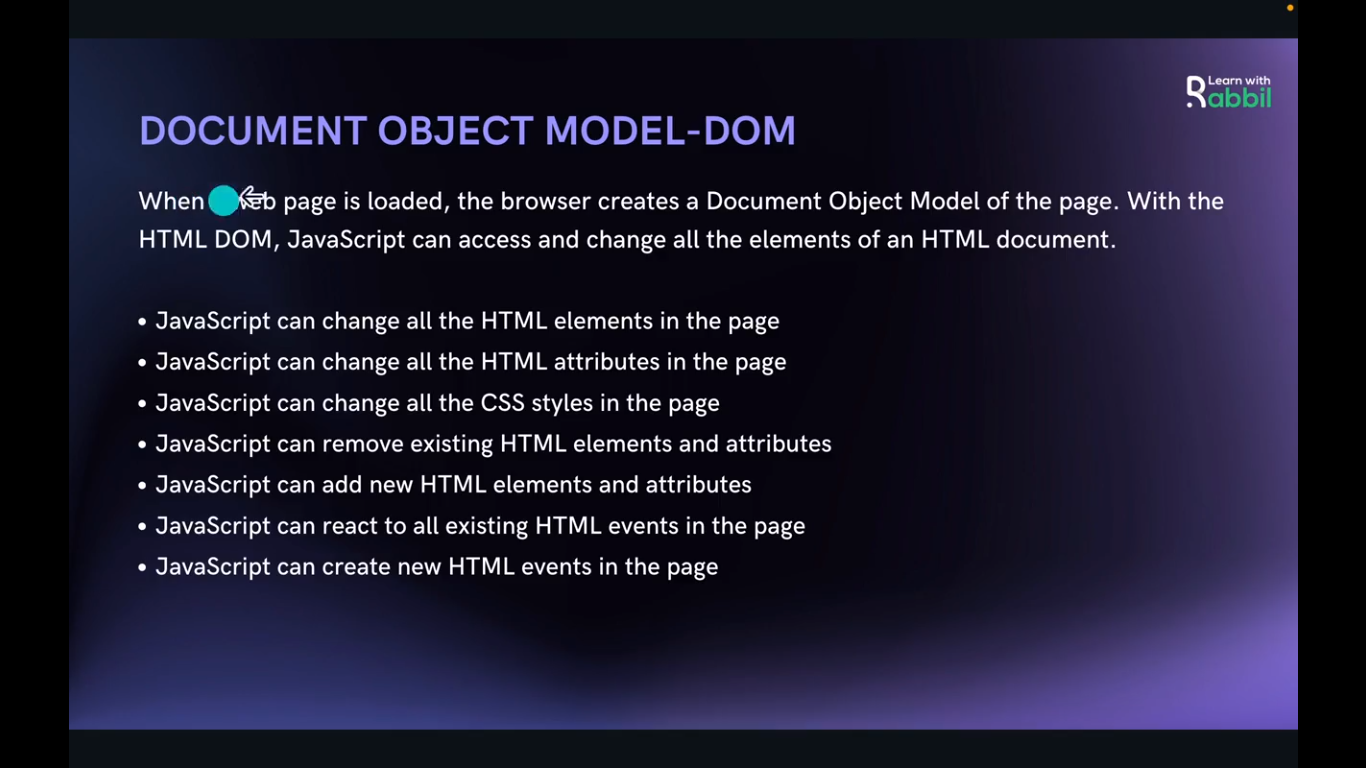 Learn with
Rabbil
DOCUMENT OBJECT MODEL-DOM
When page is loaded, the browser creates a Document Object Model of the page. With the
HTML DOM, JavaScript can access and change all the elements of an HTML document.
• JavaScript can change all the HTML elements in the page
• JavaScript can change all the HTML attributes in the page
• JavaScript can change all the CSS styles in the page
• JavaScript can remove existing HTML elements and attributes
• JavaScript can add new HTML elements and attributes
• JavaScript can react to all existing HTML events in the page
• JavaScript can create new HTML events in the page